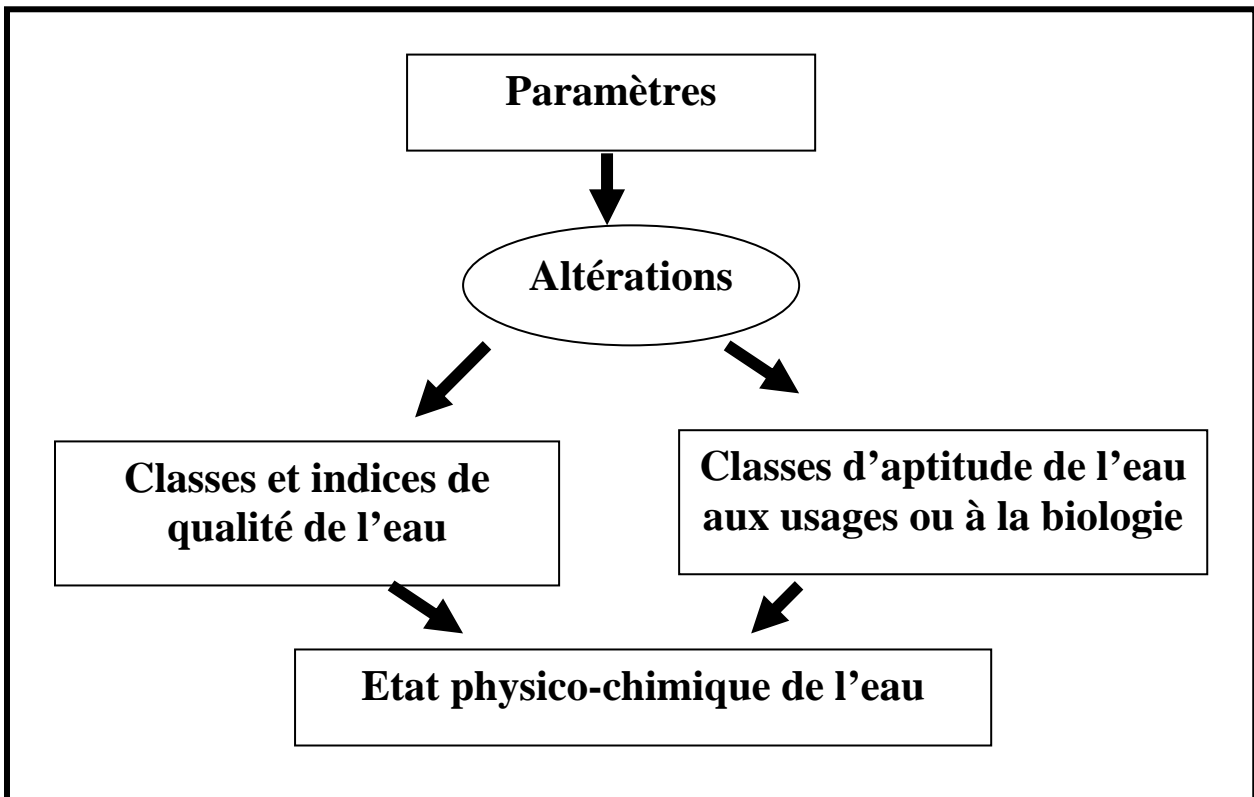 Paramètres
Altérations
Classes et indices de
qualité de l’eau
Classes d’aptitude de l’eau
aux usages ou à la biologie
Etat physico-chimique de l’eau